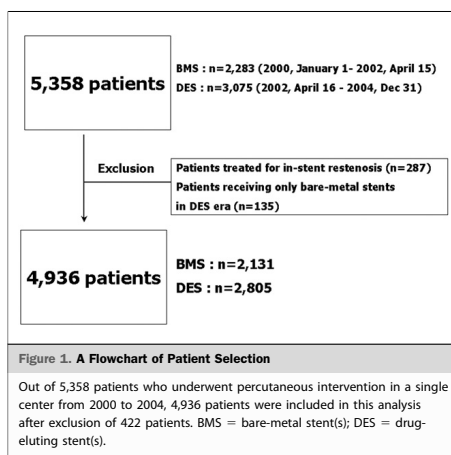 5,358 patients
BMS : n=2,283 (2000, January 1- 2002, April 15)
DES : n=3,075 (2002, April 16 - 2004, Dec 31)
Exclusion
Patients treated for in-stent restenosis (n=287)
Patients receiving only bare-metal stents
in DES era (n=135)
4,936 patients
BMS : n=2,131
DES : n=2,805
Figure 1. A Flowchart of Patient Selection
Out of 5,358 patients who underwent percutaneous intervention in a single
center from 2000 to 2004, 4,936 patients were included in this analysis
after exclusion of 422 patients. BMS = bare-metal stent(s); DES = drug-
eluting stent(s).